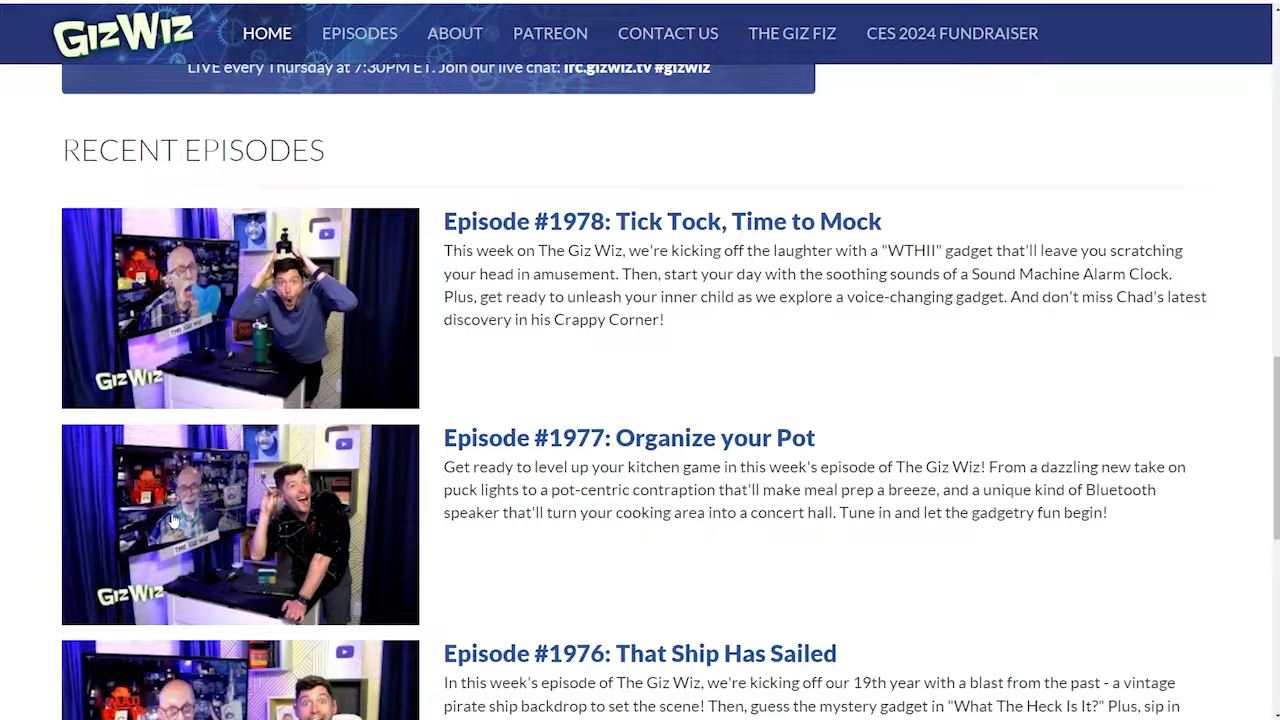 GizWiz
HOME EPISODES ABOUT PATREON CONTACT US THE GIZ FIZ CES 2024 FUNDRAISER
LIVE every Thursday at 7:30PM ET. Join our live chat: irc.gizwiz.tv #gizwiz
RECENT EPISODES
Episode #1978: Tick Tock, Time to Mock
This week on The Giz Wiz, we're kicking off the laughter with a "WTHII" gadget that'll leave you scratching
your head in amusement. Then, start your day with the soothing sounds of a Sound Machine Alarm Clock.
Plus, get ready to unleash your inner child as we explore a voice-changing gadget. And don't miss Chad's latest
discovery in his Crappy Corner!
THE GIZ WIZ
GizWiz
Episode #1977: Organize your Pot
Get ready to level up your kitchen game in this week's episode of The Giz Wiz! From a dazzling new take on
puck lights to a pot-centric contraption that'll make meal prep a breeze, and a unique kind of Bluetooth
speaker that'll turn your cooking area into a concert hall. Tune in and let the gadgetry fun begin!
THE GIZ WIZ
GizWiz
Episode #1976: That Ship Has Sailed
In this week's episode of The Giz Wiz, we're kicking off our 19th year with a blast from the past - a vintage
pirate ship backdrop to set the scene! Then, guess the mystery gadget in "What The Heck Is It?" Plus, sip in